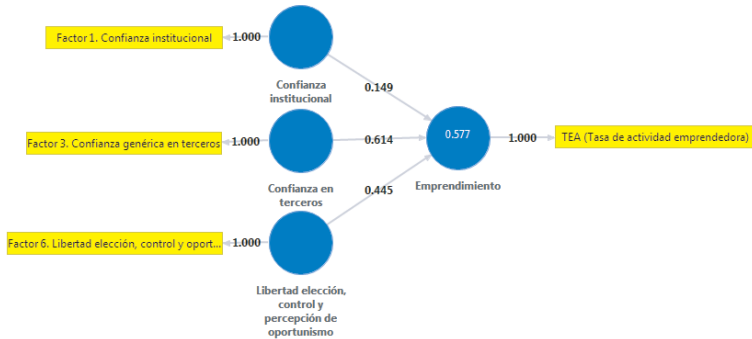 Factor 1. Confianza institucional
1.000
Confianza
institucional
0.149
Factor 3. Confianza genérica en terceros
1.000
Confianza en
terceros
0.614
0.577
Emprendimiento
1.000
TEA (Tasa de actividad emprendedora)
0.445
Factor 6. Libertad elección, control y oport...
1.000
Libertad elección,
control y
percepción de
oportunismo